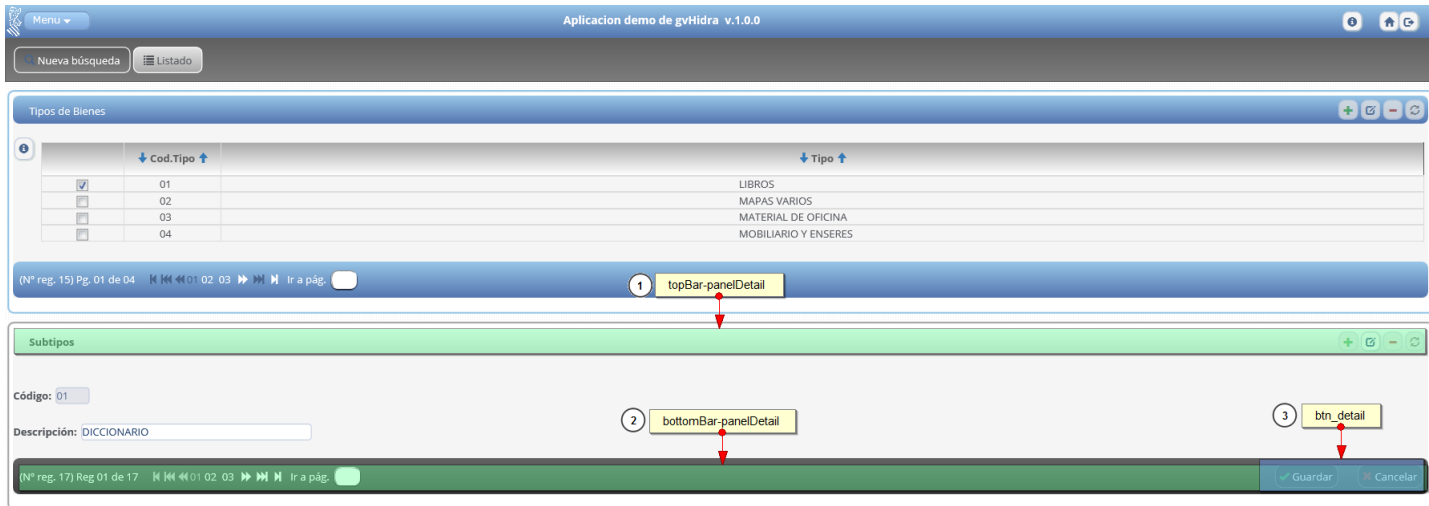 Menu Aplicacion demo de gvHidra v.1.0.0
Nueva búsqueda Listado
Tipos de Bienes
Cod.Tipo Tipo
01 LIBROS
02 MAPAS VARIOS
03 MATERIAL DE OFICINA
04 MOBILIARIO Y ENSERES
(Nº reg. 15) Pg. 01 de 04 01 02 03 Ir a pág.
1 topBar-panelDetail
Subtipos
Código: 01
2 bottomBar-panelDetail
3 btn_detail
Descripción: DICCIONARIO
(Nº reg. 17) Reg 01 de 17 01 02 03 Ir a pág. Guardar Cancelar